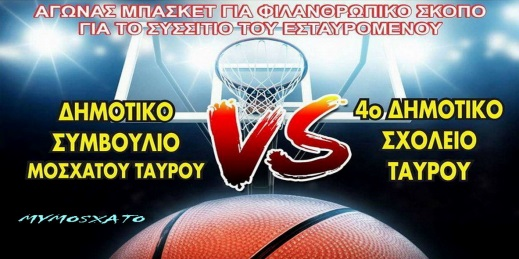 ΑΓΩΝΑΣ ΜΠΑΣΚΕΤ ΓΙΑ ΦΙΛΑΝΘΡΩΠΙΚΟ ΣΚΟΠΟ
ΓΙΑ ΤΟ ΣΥΣΣΙΤΙΟ ΤΟΥ ΕΣΤΑΥΡΟΜΕΝΟΥ
ΔΗΜΟΤΙΚΟ
ΣΥΜΒΟΥΛΙΟ
ΜΟΣΧΑΤΟΥ ΤΑΥΡΟΥ
VS
4ο ΔΗΜΟΤΙΚΟ
ΣΧΟΛΕΙΟ
ΤΑΥΡΟΥ
MYMOSXATO